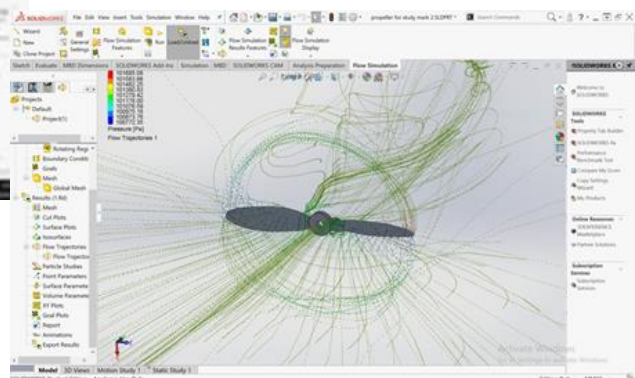 SOLIDWORKS File Edit View Insert Tools Simulation Window Help
propeller for study mark 2.SLDPRT *
Search Commands
Wizard
New
Clone Project
General Settings
Flow Simulation Features
Run
Load/Unload
Flow Simulation Results Features
Flow Simulation Display
Sketch Evaluate MBD Dimensions SOLIDWORKS Add-Ins Simulation MBD SOLIDWORKS CAM Analysis Preparation Flow Simulation
Projects
Default
Project(1)
Rotating Regi
Boundary Conditi
Goals
Mesh
Global Mesh
Results (1.fld)
Mesh
Cut Plots
Surface Plots
Isosurfaces
Flow Trajectories
Flow Trajecto
Particle Studies
Point Parameters
Surface Paramete
Volume Paramete
XY Plots
Goal Plots
Report
Animations
Export Results
Pressure [Pa]
Flow Trajectories 1
Welcome to SOLIDWORKS
SOLIDWORKS Tools
Property Tab Builder
SOLIDWORKS Rx
Performance Benchmark Test
Copy Settings Wizard
My Products
Online Resources
Marketplace
Partner Solutions
Subscription Services
Subscription Services
Activate Windows
Model 3D Views Motion Study 1 Static Study 1